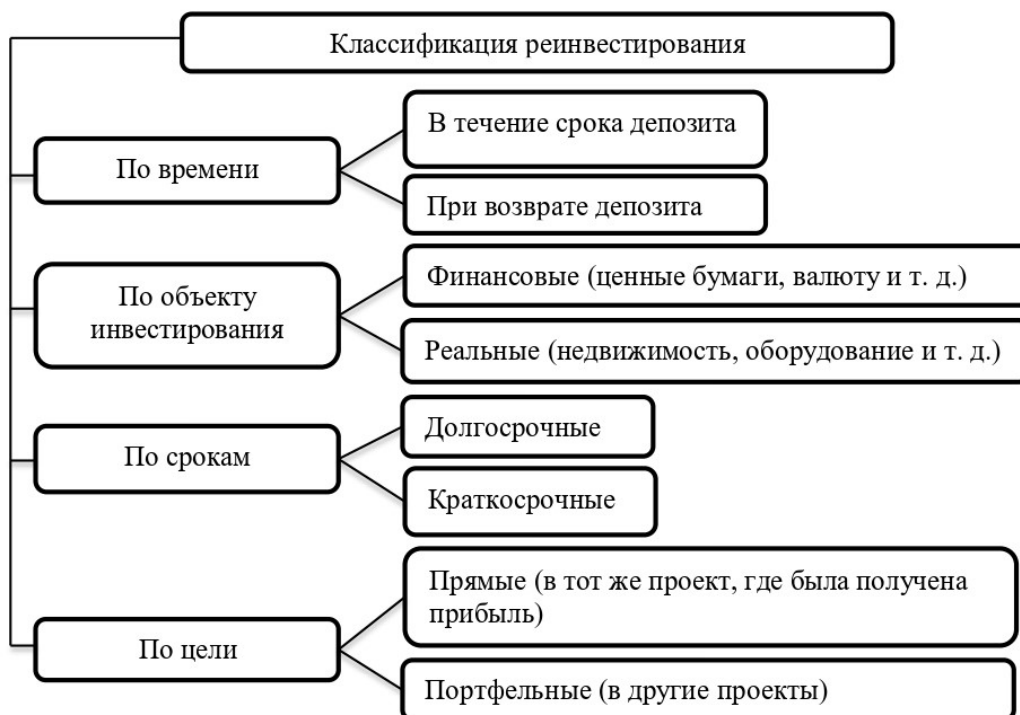 Классификация реинвестирования
По времени
В течение срока депозита
При возврате депозита
По объекту
инвестирования
Финансовые (ценные бумаги, валюту и т. д.)
Реальные (недвижимость, оборудование и т. д.)
По срокам
Долгосрочные
Краткосрочные
По цели
Прямые (в тот же проект, где была получена
прибыль)
Портфельные (в другие проекты)